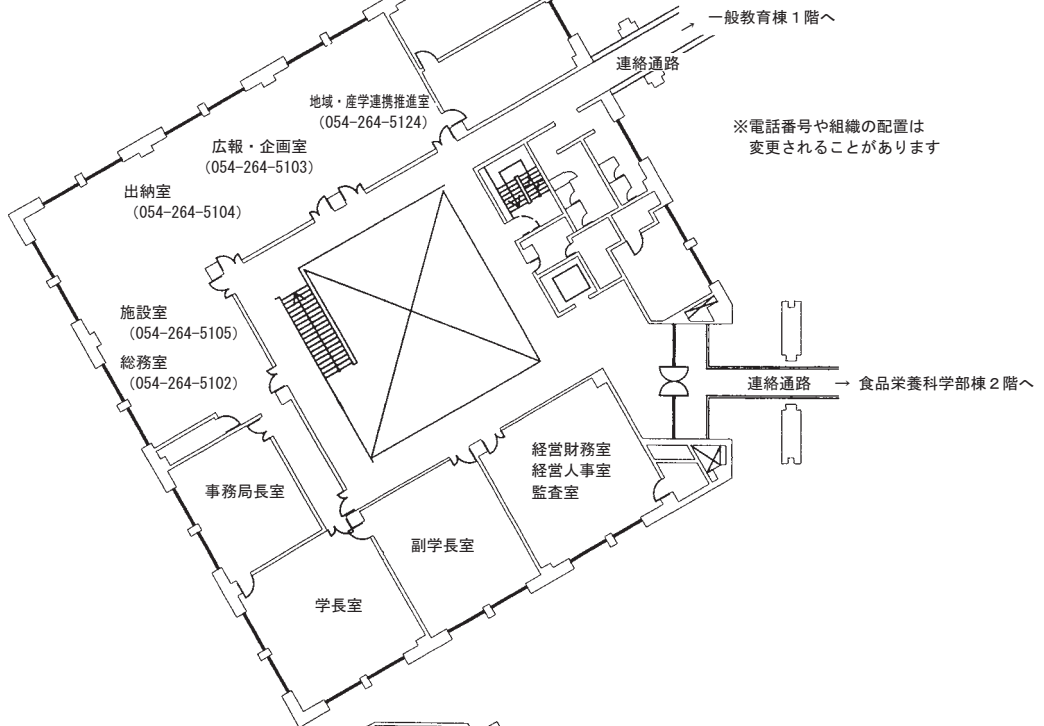 → 一般教育棟1階へ
連絡通路
地域・産学連携推進室
(054-264-5124)
※電話番号や組織の配置は
変更されることがあります
広報・企画室
(054-264-5103)
出納室
(054-264-5104)
施設室
(054-264-5105)
総務室
(054-264-5102)
連絡通路 → 食品栄養科学部棟2階へ
経営財務室
経営人事室
監査室
事務局長室
副学長室
学長室